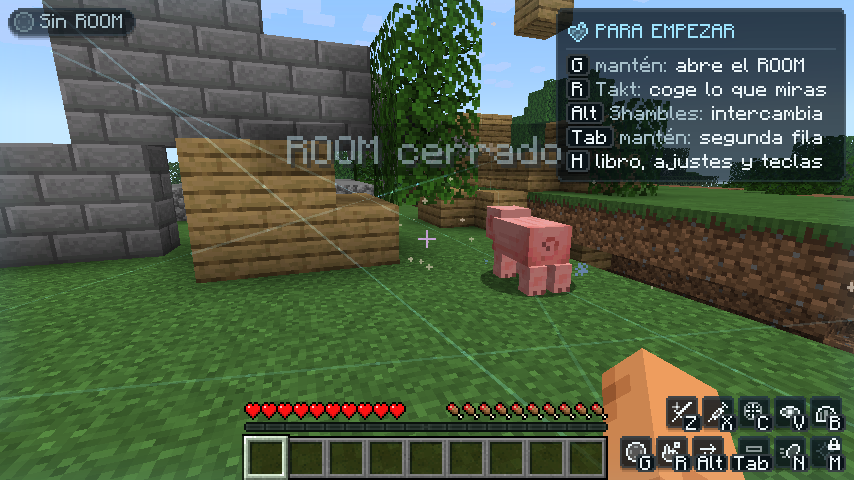 Sin ROOM
PARA EMPEZAR
G mantén: abre el ROOM
R Takt: coge lo que miras
Alt Shambles: intercambia
Tab mantén: segunda fila
H libro, ajustes y teclas
ROOM cerrado
Z X C V B
G R Alt Tab N M